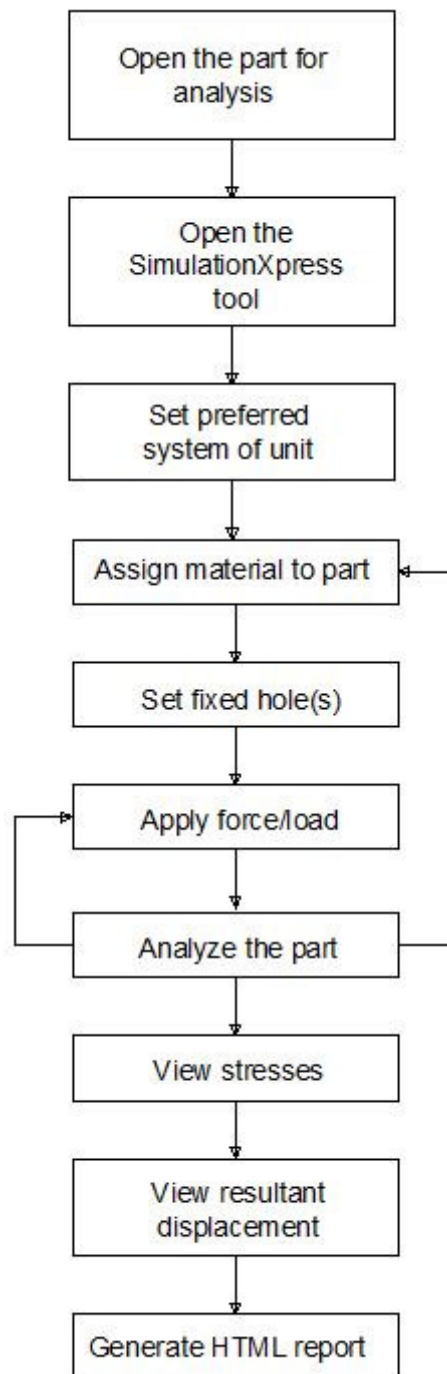 Open the part for
analysis
Open the
SimulationXpress
tool
Set preferred
system of unit
Assign material to part
Set fixed hole(s)
Apply force/load
Analyze the part
View stresses
View resultant
displacement
Generate HTML report